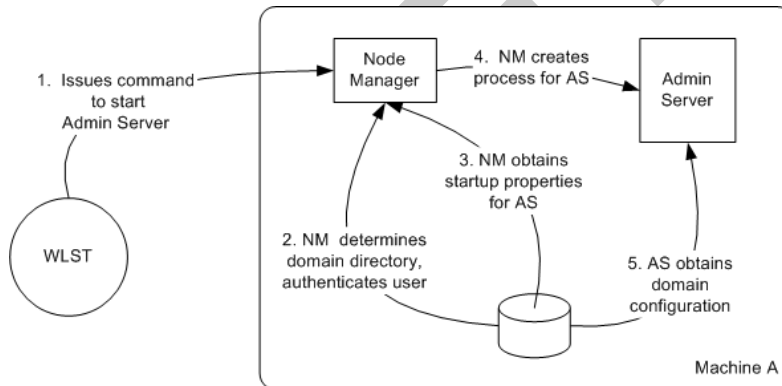 1. Issues command
to start
Admin Server
WLST
Node
Manager
4. NM creates
process for AS
Admin
Server
3. NM obtains
startup properties
for AS
2. NM determines
domain directory,
authenticates user
5. AS obtains
domain
configuration
Machine A